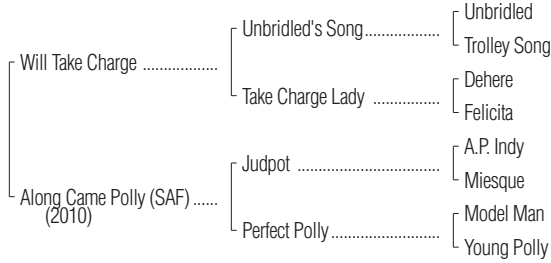 Unbridled
Unbridled's Song..................
Trolley Song
Will Take Charge ..................
Dehere
Take Charge Lady ................
Felicita
A.P. Indy
Judpot ..................................
Miesque
Along Came Polly (SAF) ......
(2010)
Model Man
Perfect Polly..........................
Young Polly